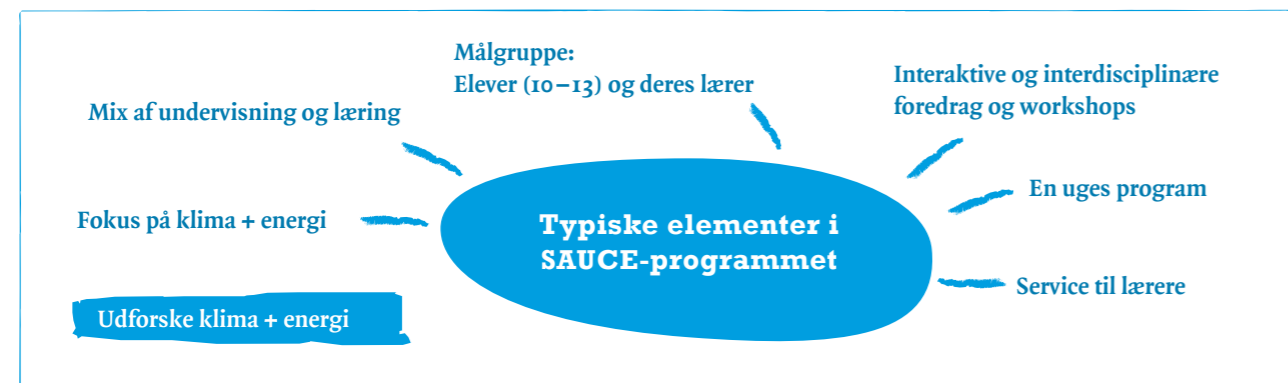 Målgruppe:
Elever (10–13) og deres lærer
Interaktive og interdisciplinære
foredrag og workshops
Mix af undervisning og læring
En uges program
Fokus på klima + energi
Typiske elementer i
SAUCE-programmet
Service til lærere
Udforske klima + energi